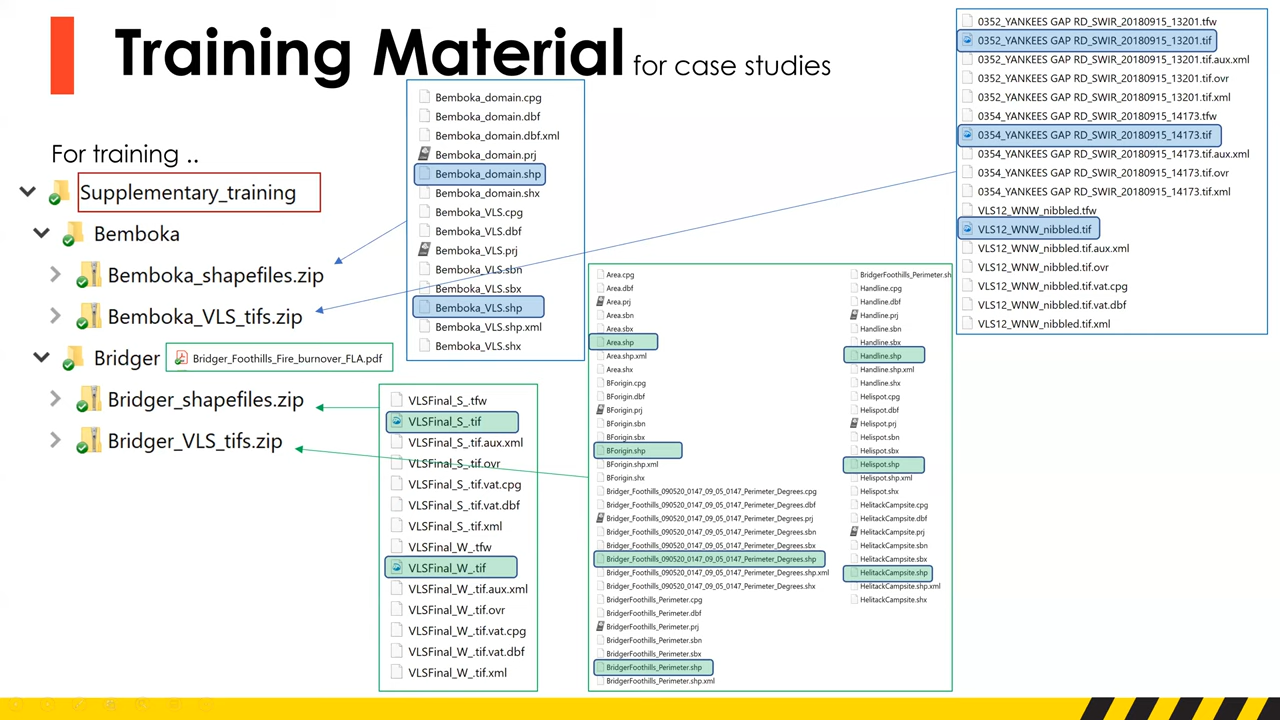 Training Material for case studies
For training ..
Supplementary_training
Bemboka
Bemboka_shapefiles.zip
Bemboka_VLS_tifs.zip
Bridger
Bridger_Foothills_Fire_burnover_FLA.pdf
Bridger_shapefiles.zip
Bridger_VLS_tifs.zip
Bemboka_domain.cpg
Bemboka_domain.dbf
Bemboka_domain.dbf.xml
Bemboka_domain.prj
Bemboka_domain.shp
Bemboka_domain.shx
Bemboka_VLS.cpg
Bemboka_VLS.dbf
Bemboka_VLS.prj
Bemboka_VLS.sbn
Bemboka_VLS.sbx
Bemboka_VLS.shp
Bemboka_VLS.shp.xml
Bemboka_VLS.shx
VLSFinal_S_.tfw
VLSFinal_S_.tif
VLSFinal_S_.tif.aux.xml
VLSFinal_S_.tif.ovr
VLSFinal_S_.tif.vat.cpg
VLSFinal_S_.tif.vat.dbf
VLSFinal_S_.tif.xml
VLSFinal_W_.tfw
VLSFinal_W_.tif
VLSFinal_W_.tif.aux.xml
VLSFinal_W_.tif.ovr
VLSFinal_W_.tif.vat.cpg
VLSFinal_W_.tif.vat.dbf
VLSFinal_W_.tif.xml
Area.cpg
Area.dbf
Area.prj
Area.sbn
Area.sbx
Area.shp
Area.shp.xml
Area.shx
BForigin.cpg
BForigin.dbf
BForigin.prj
BForigin.sbn
BForigin.sbx
BForigin.shp
BForigin.shp.xml
BForigin.shx
Bridger_Foothills_090520_0147_09_05_0147_Perimeter_Degrees.cpg
Bridger_Foothills_090520_0147_09_05_0147_Perimeter_Degrees.dbf
Bridger_Foothills_090520_0147_09_05_0147_Perimeter_Degrees.prj
Bridger_Foothills_090520_0147_09_05_0147_Perimeter_Degrees.sbn
Bridger_Foothills_090520_0147_09_05_0147_Perimeter_Degrees.sbx
Bridger_Foothills_090520_0147_09_05_0147_Perimeter_Degrees.shp
Bridger_Foothills_090520_0147_09_05_0147_Perimeter_Degrees.shp.xml
Bridger_Foothills_090520_0147_09_05_0147_Perimeter_Degrees.shx
BridgerFoothills_Perimeter.cpg
BridgerFoothills_Perimeter.dbf
BridgerFoothills_Perimeter.prj
BridgerFoothills_Perimeter.sbn
BridgerFoothills_Perimeter.sbx
BridgerFoothills_Perimeter.shp
BridgerFoothills_Perimeter.shp.xml
BridgerFoothills_Perimeter.sh
Handline.cpg
Handline.dbf
Handline.prj
Handline.sbn
Handline.sbx
Handline.shp
Handline.shp.xml
Handline.shx
Helispot.cpg
Helispot.dbf
Helispot.prj
Helispot.sbn
Helispot.sbx
Helispot.shp
Helispot.shp.xml
Helispot.shx
HelitackCampsite.cpg
HelitackCampsite.dbf
HelitackCampsite.prj
HelitackCampsite.sbn
HelitackCampsite.sbx
HelitackCampsite.shp
HelitackCampsite.shp.xml
HelitackCampsite.shx
0352_YANKEES GAP RD_SWIR_20180915_13201.tfw
0352_YANKEES GAP RD_SWIR_20180915_13201.tif
0352_YANKEES GAP RD_SWIR_20180915_13201.tif.aux.xml
0352_YANKEES GAP RD_SWIR_20180915_13201.tif.ovr
0352_YANKEES GAP RD_SWIR_20180915_13201.tif.xml
0354_YANKEES GAP RD_SWIR_20180915_14173.tfw
0354_YANKEES GAP RD_SWIR_20180915_14173.tif
0354_YANKEES GAP RD_SWIR_20180915_14173.tif.aux.xml
0354_YANKEES GAP RD_SWIR_20180915_14173.tif.ovr
0354_YANKEES GAP RD_SWIR_20180915_14173.tif.xml
VLS12_WNW_nibbled.tfw
VLS12_WNW_nibbled.tif
VLS12_WNW_nibbled.tif.aux.xml
VLS12_WNW_nibbled.tif.ovr
VLS12_WNW_nibbled.tif.vat.cpg
VLS12_WNW_nibbled.tif.vat.dbf
VLS12_WNW_nibbled.tif.xml